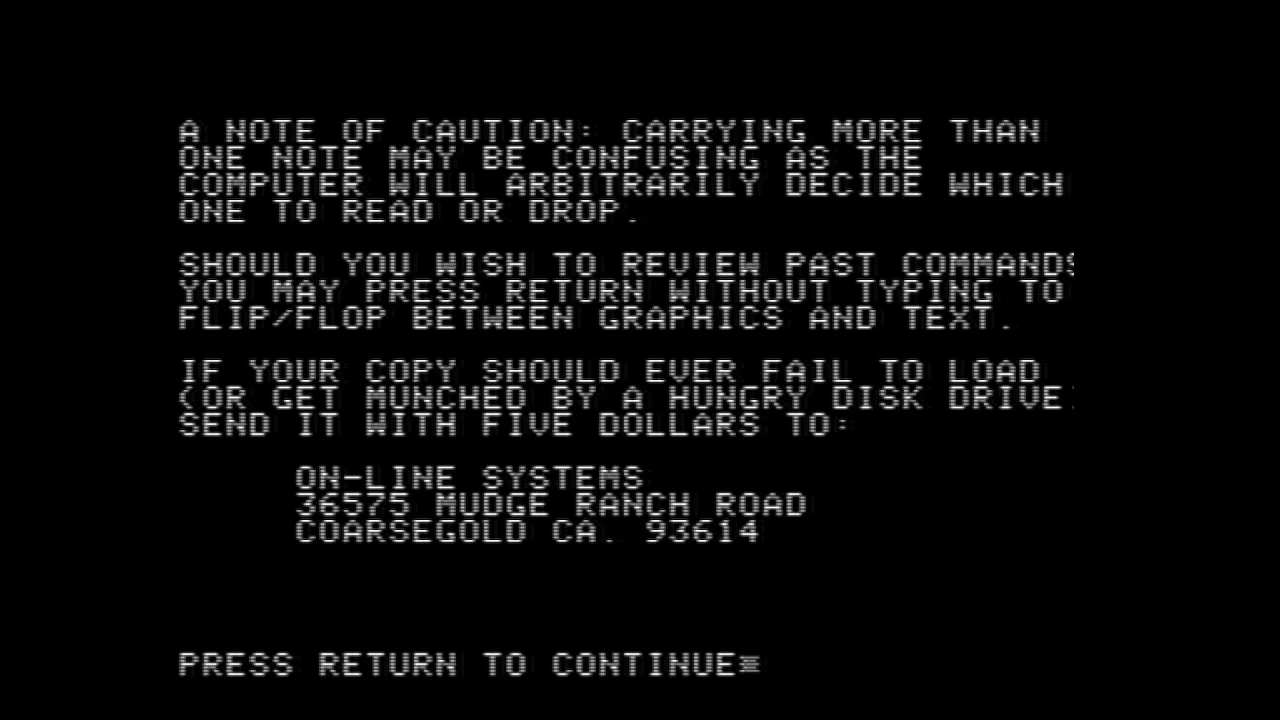 A NOTE OF CAUTION: CARRYING MORE THAN
ONE NOTE MAY BE CONFUSING AS THE
COMPUTER WILL ARBITRARILY DECIDE WHICH
ONE TO READ OR DROP.
SHOULD YOU WISH TO REVIEW PAST COMMANDS
YOU MAY PRESS RETURN WITHOUT TYPING TO
FLIP/FLOP BETWEEN GRAPHICS AND TEXT.
IF YOUR COPY SHOULD EVER FAIL TO LOAD
(OR GET MUNCHED BY A HUNGRY DISK DRIVE)
SEND IT WITH FIVE DOLLARS TO:
ON-LINE SYSTEMS
36575 MUDGE RANCH ROAD
COARSEGOLD CA. 93614
PRESS RETURN TO CONTINUE